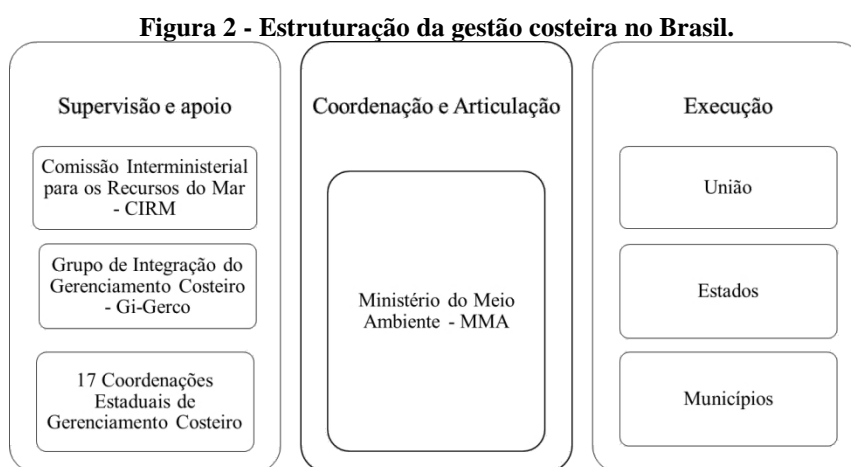 Figura 2 - Estruturação da gestão costeira no Brasil.
Supervisão e apoio
Comissão Interministerial
para os Recursos do Mar
- CIRM
Grupo de Integração do
Gerenciamento Costeiro
- Gi-Gerco
17 Coordenações
Estaduais de
Gerenciamento Costeiro
Coordenação e Articulação
Ministério do Meio
Ambiente - MMA
Execução
União
Estados
Municípios